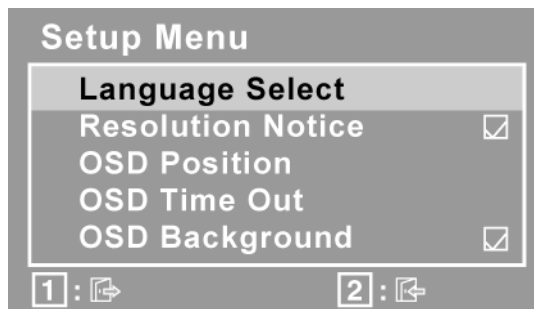 Setup Menu
Language Select
Resolution Notice
OSD Position
OSD Time Out
OSD Background
1 : 2 :